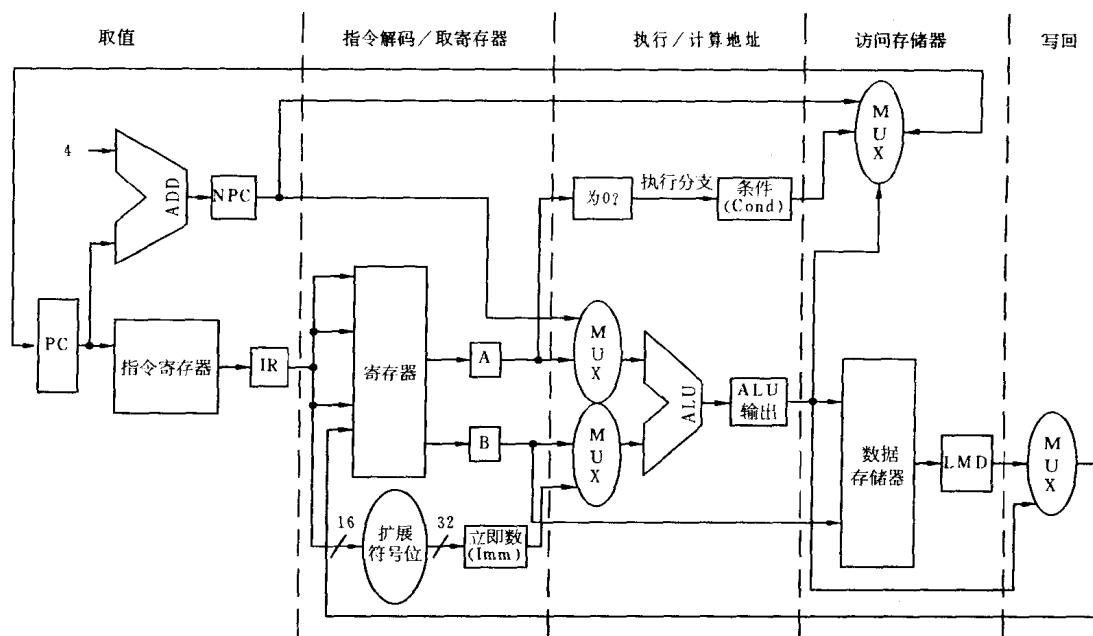 取值
指令解码/取寄存器
执行/计算地址
访问存储器
写回
4
ADD
NPC
为0?
执行分支
条件
(Cond)
MUX
PC
指令寄存器
IR
寄存器
A
B
MUX
MUX
ALU
ALU
输出
数据
存储器
LMD
MUX
16
扩展
符号位
32
立即数
(Imm)